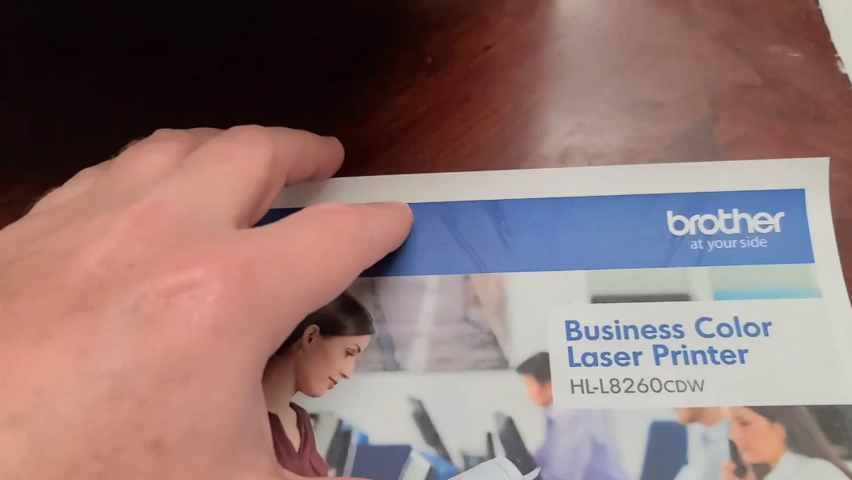 brother
at your side
Business Color
Laser Printer
HL-L8260CDW